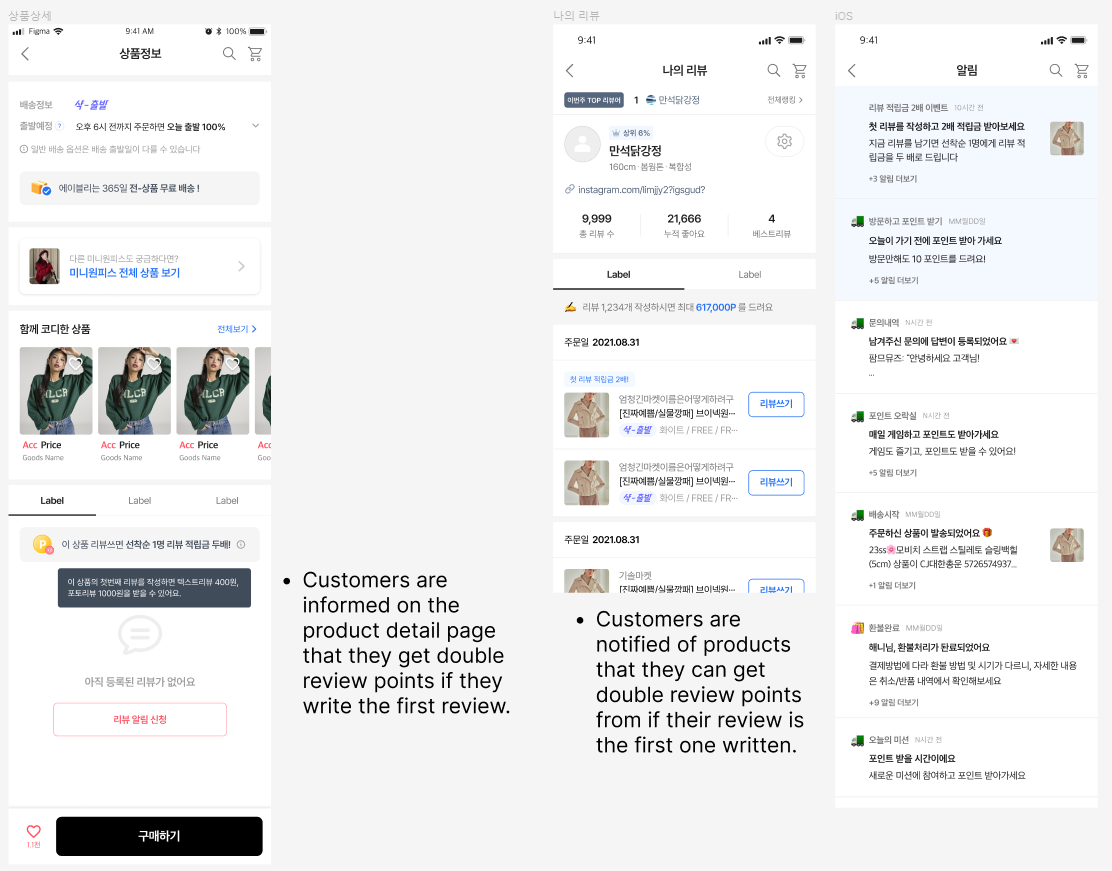 상품상세
Figma
9:41 AM
100%
상품정보
배송정보
샥-출발
출발예정 ?
오후 6시 전까지 주문하면 오늘 출발 100%
일반 배송 옵션은 배송 출발일이 다를 수 있습니다
에이블리는 365일 전-상품 무료 배송 !
다른 미니원피스도 궁금하다면?
미니원피스 전체 상품 보기
함께 코디한 상품
전체보기
Acc Price
Goods Name
Acc Price
Goods Name
Acc Price
Goods Name
Acc
Goo
Label
Label
Label
이 상품 리뷰쓰면 선착순 1명 리뷰 적립금 두배!
이 상품의 첫번째 리뷰를 작성하면 텍스트리뷰 400원,
포토리뷰 1000원을 받을 수 있어요.
아직 등록된 리뷰가 없어요
리뷰 알림 신청
1.1천
구매하기
• Customers are
informed on the
product detail page
that they get double
review points if they
write the first review.
나의 리뷰
9:41
나의 리뷰
이번주 TOP 리뷰어
1
만석닭강정
전체랭킹
상위 6%
만석닭강정
160cm · 봄웜톤 · 복합성
instagram.com/limjjy2?igsgud?
9,999
총 리뷰 수
21,666
누적 좋아요
4
베스트리뷰
Label
Label
리뷰 1,234개 작성하시면 최대 617,000P 를 드려요
주문일 2021.08.31
첫 리뷰 적립금 2배!
엄청긴마켓이름은어떻게하려구
[진짜예쁨/실물깡패] 브이넥원···
샥-출발 화이트 / FREE / FR···
리뷰쓰기
엄청긴마켓이름은어떻게하려구
[진짜예쁨/실물깡패] 브이넥원···
샥-출발 화이트 / FREE / FR···
리뷰쓰기
주문일 2021.08.31
기솔마켓
[진짜예쁨/실물깡패] 브이넥원···
리뷰쓰기
• Customers are
notified of products
that they can get
double review points
from if their review is
the first one written.
iOS
9:41
알림
리뷰 적립금 2배 이벤트 10시간 전
첫 리뷰를 작성하고 2배 적립금 받아보세요
지금 리뷰를 남기면 선착순 1명에게 리뷰 적
립금을 두 배로 드립니다
+3 알림 더보기
방문하고 포인트 받기 MM월DD일
오늘이 가기 전에 포인트 받아 가세요
방문만해도 10 포인트를 드려요!
+5 알림 더보기
문의내역 N시간 전
남겨주신 문의에 답변이 등록되었어요 💌
팜므뮤즈: “안녕하세요 고객님!
...
포인트 오락실 N시간 전
매일 게임하고 포인트도 받아가세요
게임도 즐기고, 포인트도 받을 수 있어요!
+5 알림 더보기
배송시작 MM월DD일
주문하신 상품이 발송되었어요 🎁
23ss🌸모비치 스트랩 스틸레토 슬링백힐
(5cm) 상품이 CJ대한총운 5726574937...
+1 알림 더보기
환불완료 MM월DD일
해니님, 환불처리가 완료되었어요
결제방법에 따라 환불 방법 및 시기가 다르니, 자세한 내용
은 취소/반품 내역에서 확인해보세요
+9 알림 더보기
오늘의 미션 N시간 전
포인트 받을 시간이에요
새로운 미션에 참여하고 포인트 받아가세요